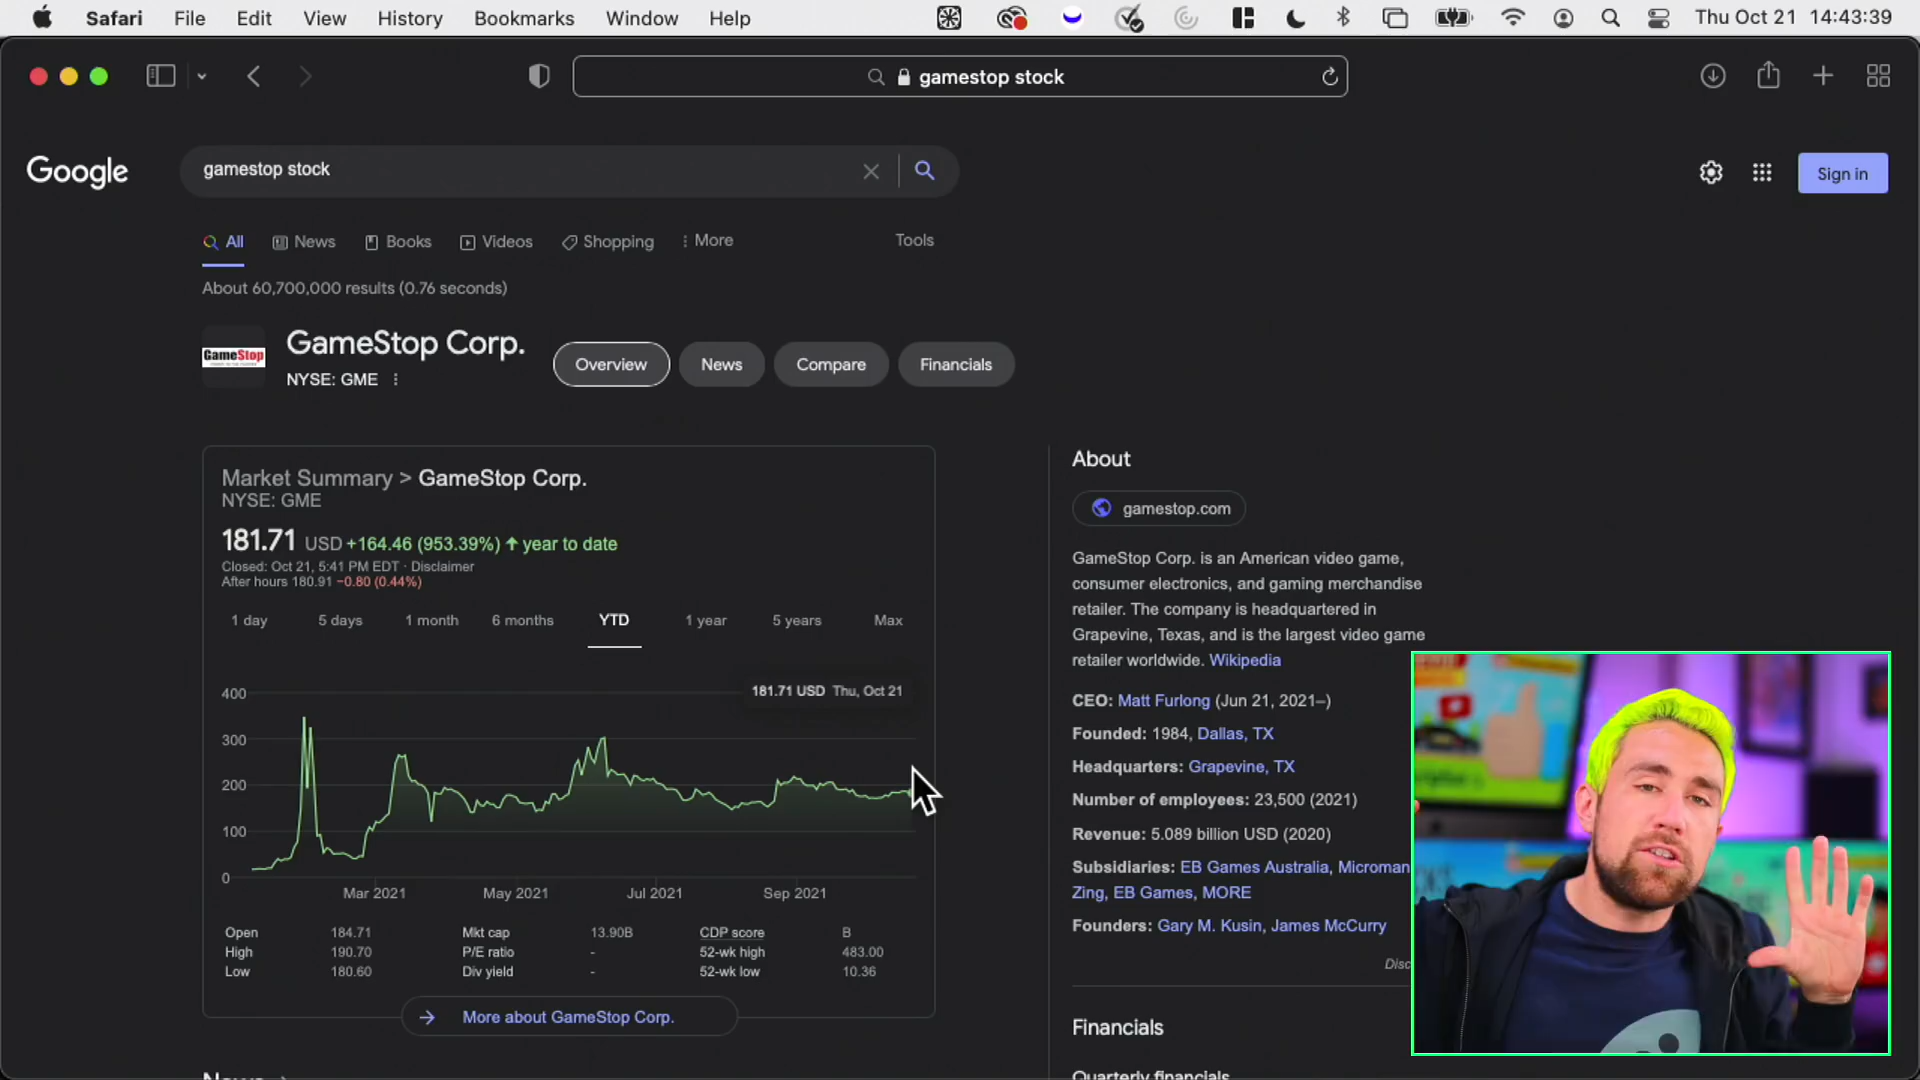 Safari File Edit View History Bookmarks Window Help Thu Oct 21 14:43:39
gamestop stock
Google
gamestop stock
Sign in
All News Books Videos Shopping More Tools
About 60,700,000 results (0.76 seconds)
GameStop
GameStop Corp.
NYSE: GME
Overview News Compare Financials
Market Summary > GameStop Corp.
NYSE: GME
181.71 USD +164.46 (953.39%) ↑ year to date
Closed: Oct 21, 5:41 PM EDT · Disclaimer
After hours 180.91 −0.80 (0.44%)
1 day 5 days 1 month 6 months YTD 1 year 5 years Max
181.71 USD Thu, Oct 21
400
300
200
100
0
Mar 2021 May 2021 Jul 2021 Sep 2021
Open 184.71 Mkt cap 13.90B CDP score B
High 190.70 P/E ratio - 52-wk high 483.00
Low 180.60 Div yield - 52-wk low 10.36
More about GameStop Corp.
About
gamestop.com
GameStop Corp. is an American video game,
consumer electronics, and gaming merchandise
retailer. The company is headquartered in
Grapevine, Texas, and is the largest video game
retailer worldwide. Wikipedia
CEO: Matt Furlong (Jun 21, 2021–)
Founded: 1984, Dallas, TX
Headquarters: Grapevine, TX
Number of employees: 23,500 (2021)
Revenue: 5.089 billion USD (2020)
Subsidiaries: EB Games Australia, Microman
Zing, EB Games, MORE
Founders: Gary M. Kusin, James McCurry
Disc
Financials
Quarterly financials